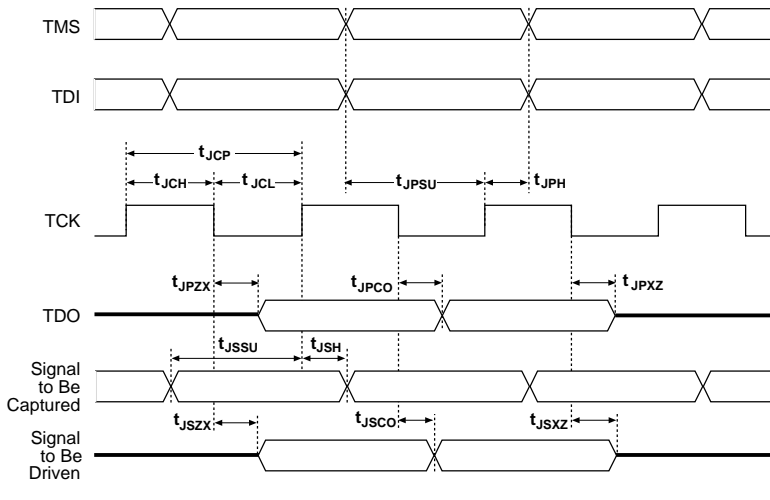 TMS
TDI
tJCP
tJCH tJCL tJPSU tJPH
TCK
tJPZX tJPCO tJPXZ
TDO
tJSSU tJSH
Signal
to Be
Captured
tJSZX tJSCO tJSXZ
Signal
to Be
Driven